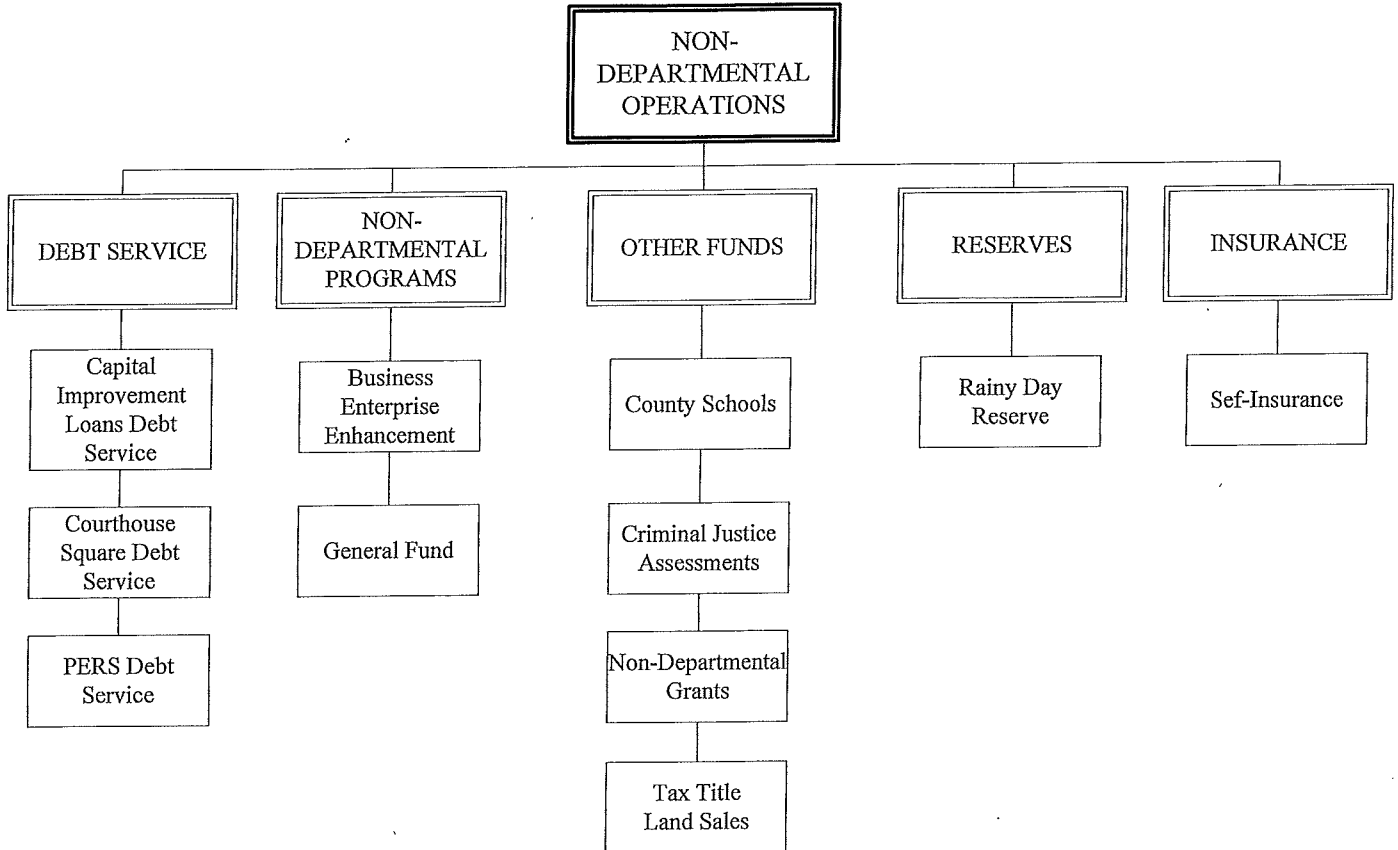 NON-
DEPARTMENTAL
OPERATIONS
DEBT SERVICE
NON-
DEPARTMENTAL
PROGRAMS
OTHER FUNDS
RESERVES
INSURANCE
Capital
Improvement
Loans Debt
Service
Courthouse
Square Debt
Service
PERS Debt
Service
Business
Enterprise
Enhancement
General Fund
County Schools
Criminal Justice
Assessments
Non-Departmental
Grants
Tax Title
Land Sales
Rainy Day
Reserve
Sef-Insurance